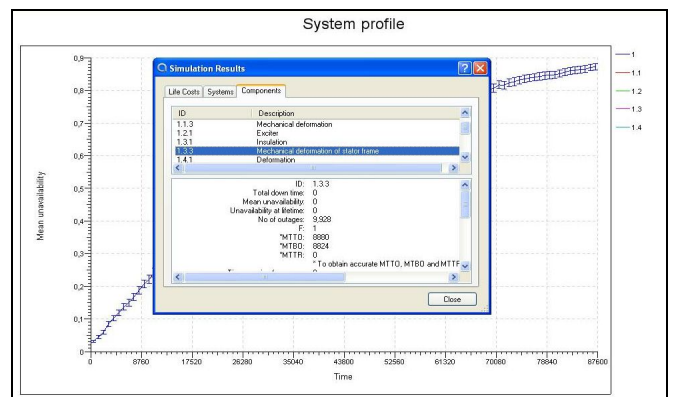 System profile
Mean unavailability
0,9
0,8
0,7
0,6
0,5
0,4
0,3
0,2
0,1
0
0
8760
17520
26280
35040
43800
52560
61320
70080
78840
87600
Time
1
1.1
1.2
1.3
1.4
Simulation Results
Life Costs Systems Components
ID Description
1.1.3 Mechanical deformation
1.2.1 Exciter
1.3.1 Insulation
1.3.3 Mechanical deformation of stator frame
1.4.1 Deformation
ID: 1.3.3
Total down time: 0
Mean unavailability: 0
Unavailability at lifetime: 0
No of outages: 9,928
F: 1
*MTTO: 8880
*MTBO: 8824
*MTTR: 0
* To obtain accurate MTTO, MTBO and MTTF
Close